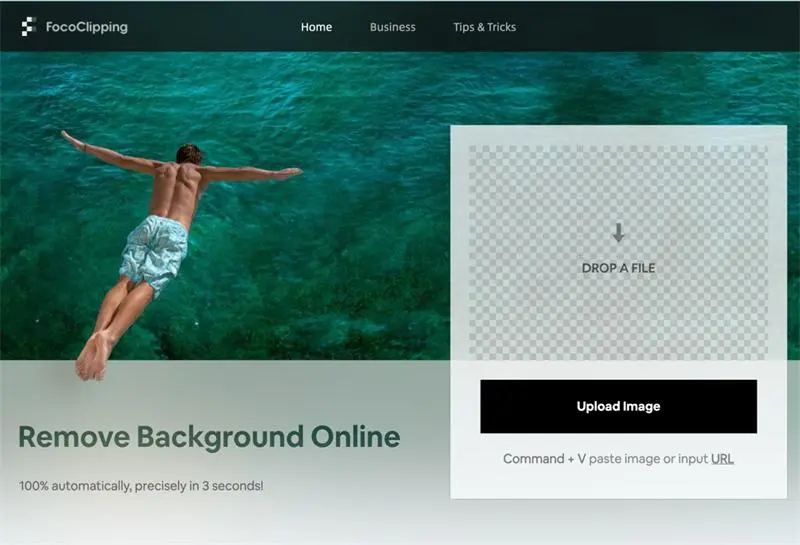 FocoClipping
Home
Business
Tips & Tricks
DROP A FILE
Upload Image
Command + V paste image or input URL
Remove Background Online
100% automatically, precisely in 3 seconds!